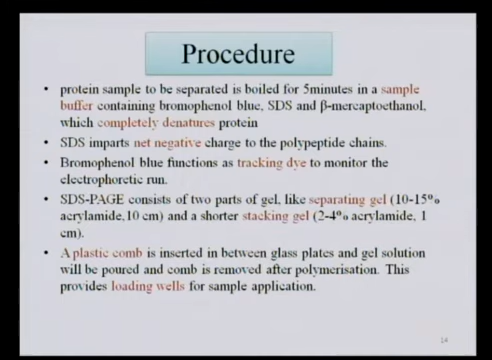 Procedure
• protein sample to be separated is boiled for 5minutes in a sample
buffer containing bromophenol blue, SDS and β-mercaptoethanol,
which completely denatures protein
• SDS imparts net negative charge to the polypeptide chains.
• Bromophenol blue functions as tracking dye to monitor the
electrophoretic run.
• SDS-PAGE consists of two parts of gel, like separating gel (10-15%
acrylamide,10 cm) and a shorter stacking gel (2-4% acrylamide, 1
cm).
• A plastic comb is inserted in between glass plates and gel solution
will be poured and comb is removed after polymerisation. This
provides loading wells for sample application.
14